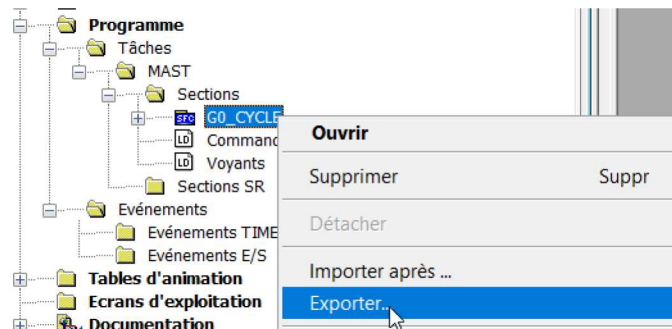 Programme
Tâches
MAST
Sections
SFC G0_CYCLE
LD Command
LD Voyants
Sections SR
Evénements
Evénements TIME
Evénements E/S
Tables d'animation
Ecrans d'exploitation
Documentation
Ouvrir
Supprimer Suppr
Détacher
Importer après ...
Exporter...